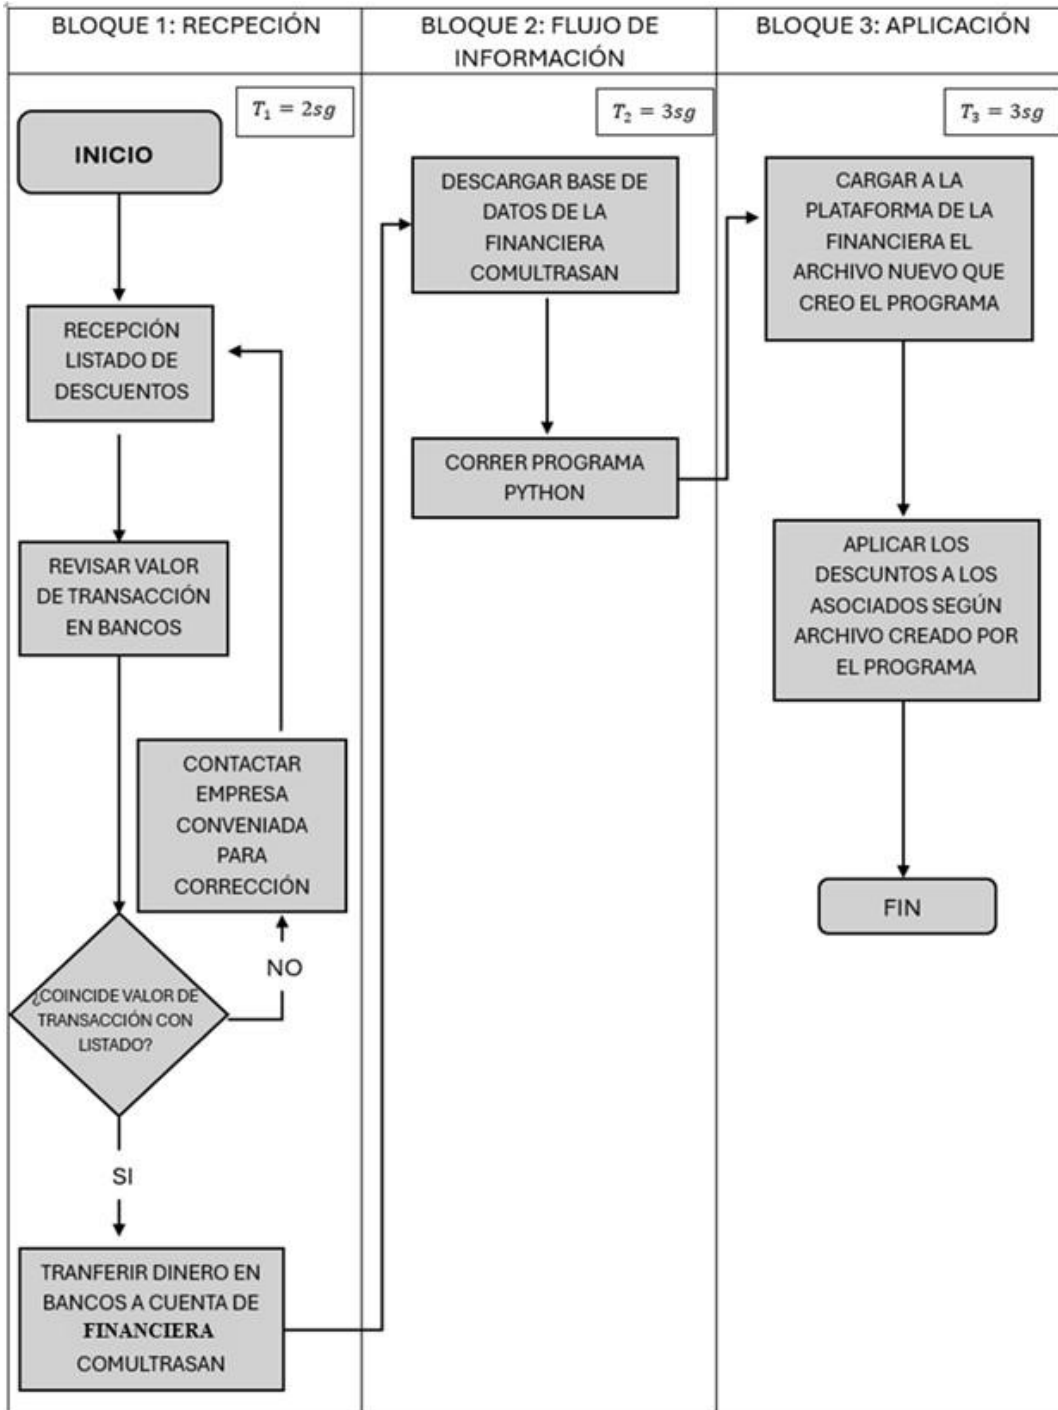 BLOQUE 1: RECPECIÓN
T₁ = 2sg
INICIO
RECEPCIÓN
LISTADO DE
DESCUENTOS
REVISAR VALOR
DE TRANSACCIÓN
EN BANCOS
CONTACTAR
EMPRESA
CONVENIADA
PARA
CORRECCIÓN
NO
¿COINCIDE VALOR DE
TRANSACCIÓN CON
LISTADO?
SI
TRANFERIR DINERO EN
BANCOS A CUENTA DE
FINANCIERA
COMULTRASAN
BLOQUE 2: FLUJO DE
INFORMACIÓN
T₂ = 3sg
DESCARGAR BASE DE
DATOS DE LA
FINANCIERA
COMULTRASAN
CORRER PROGRAMA
PYTHON
BLOQUE 3: APLICACIÓN
T₃ = 3sg
CARGAR A LA
PLATAFORMA DE LA
FINANCIERA EL
ARCHIVO NUEVO QUE
CREO EL PROGRAMA
APLICAR LOS
DESCUNTOS A LOS
ASOCIADOS SEGÚN
ARCHIVO CREADO POR
EL PROGRAMA
FIN